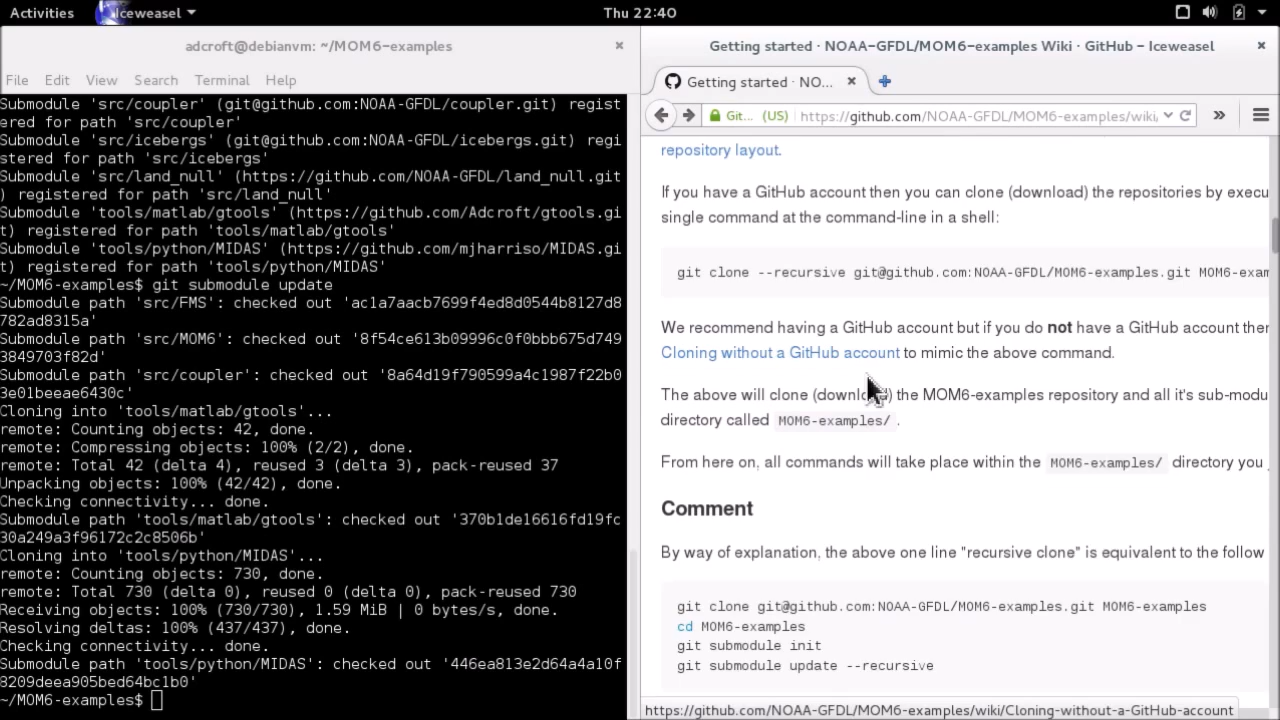 Activities Iceweasel Thu 22:40
adcroft@debianvm: ~/MOM6-examples
File Edit View Search Terminal Help
Submodule 'src/coupler' (git@github.com:NOAA-GFDL/coupler.git) regist
ered for path 'src/coupler'
Submodule 'src/icebergs' (git@github.com:NOAA-GFDL/icebergs.git) regi
stered for path 'src/icebergs'
Submodule 'src/land_null' (https://github.com/NOAA-GFDL/land_null.git
) registered for path 'src/land_null'
Submodule 'tools/matlab/gtools' (https://github.com/Adcroft/gtools.gi
t) registered for path 'tools/matlab/gtools'
Submodule 'tools/python/MIDAS' (https://github.com/mjharriso/MIDAS.gi
t) registered for path 'tools/python/MIDAS'
~/MOM6-examples$ git submodule update
Submodule path 'src/FMS': checked out 'ac1a7aacb7699f4ed8d0544b8127d8
782ad8315a'
Submodule path 'src/MOM6': checked out '8f54ce613b09996c0f0bbb675d749
3849703f82d'
Submodule path 'src/coupler': checked out '8a64d19f790599a4c1987f22b0
3e01beeae6430c'
Cloning into 'tools/matlab/gtools'...
remote: Counting objects: 42, done.
remote: Compressing objects: 100% (2/2), done.
remote: Total 42 (delta 4), reused 3 (delta 3), pack-reused 37
Unpacking objects: 100% (42/42), done.
Checking connectivity... done.
Submodule path 'tools/matlab/gtools': checked out '370b1de16616fd19fc
30a249a3f96172c2c8506b'
Cloning into 'tools/python/MIDAS'...
remote: Counting objects: 730, done.
remote: Total 730 (delta 0), reused 0 (delta 0), pack-reused 730
Receiving objects: 100% (730/730), 1.59 MiB | 0 bytes/s, done.
Resolving deltas: 100% (437/437), done.
Checking connectivity... done.
Submodule path 'tools/python/MIDAS': checked out '446ea813e2d64a4a10f
8209deea905bed64bc1b0'
~/MOM6-examples$
Getting started · NOAA-GFDL/MOM6-examples Wiki · GitHub – Iceweasel
Getting started · NO...
Git... (US) https://github.com/NOAA-GFDL/MOM6-examples/wiki/
repository layout.
If you have a GitHub account then you can clone (download) the repositories by execu
single command at the command-line in a shell:
git clone --recursive git@github.com:NOAA-GFDL/MOM6-examples.git MOM6-exam
We recommend having a GitHub account but if you do not have a GitHub account then
Cloning without a GitHub account to mimic the above command.
The above will clone (download) the MOM6-examples repository and all it's sub-modu
directory called MOM6-examples/ .
From here on, all commands will take place within the MOM6-examples/ directory you
Comment
By way of explanation, the above one line "recursive clone" is equivalent to the follow
git clone git@github.com:NOAA-GFDL/MOM6-examples.git MOM6-examples
cd MOM6-examples
git submodule init
git submodule update --recursive
https://github.com/NOAA-GFDL/MOM6-examples/wiki/Cloning-without-a-GitHub-account